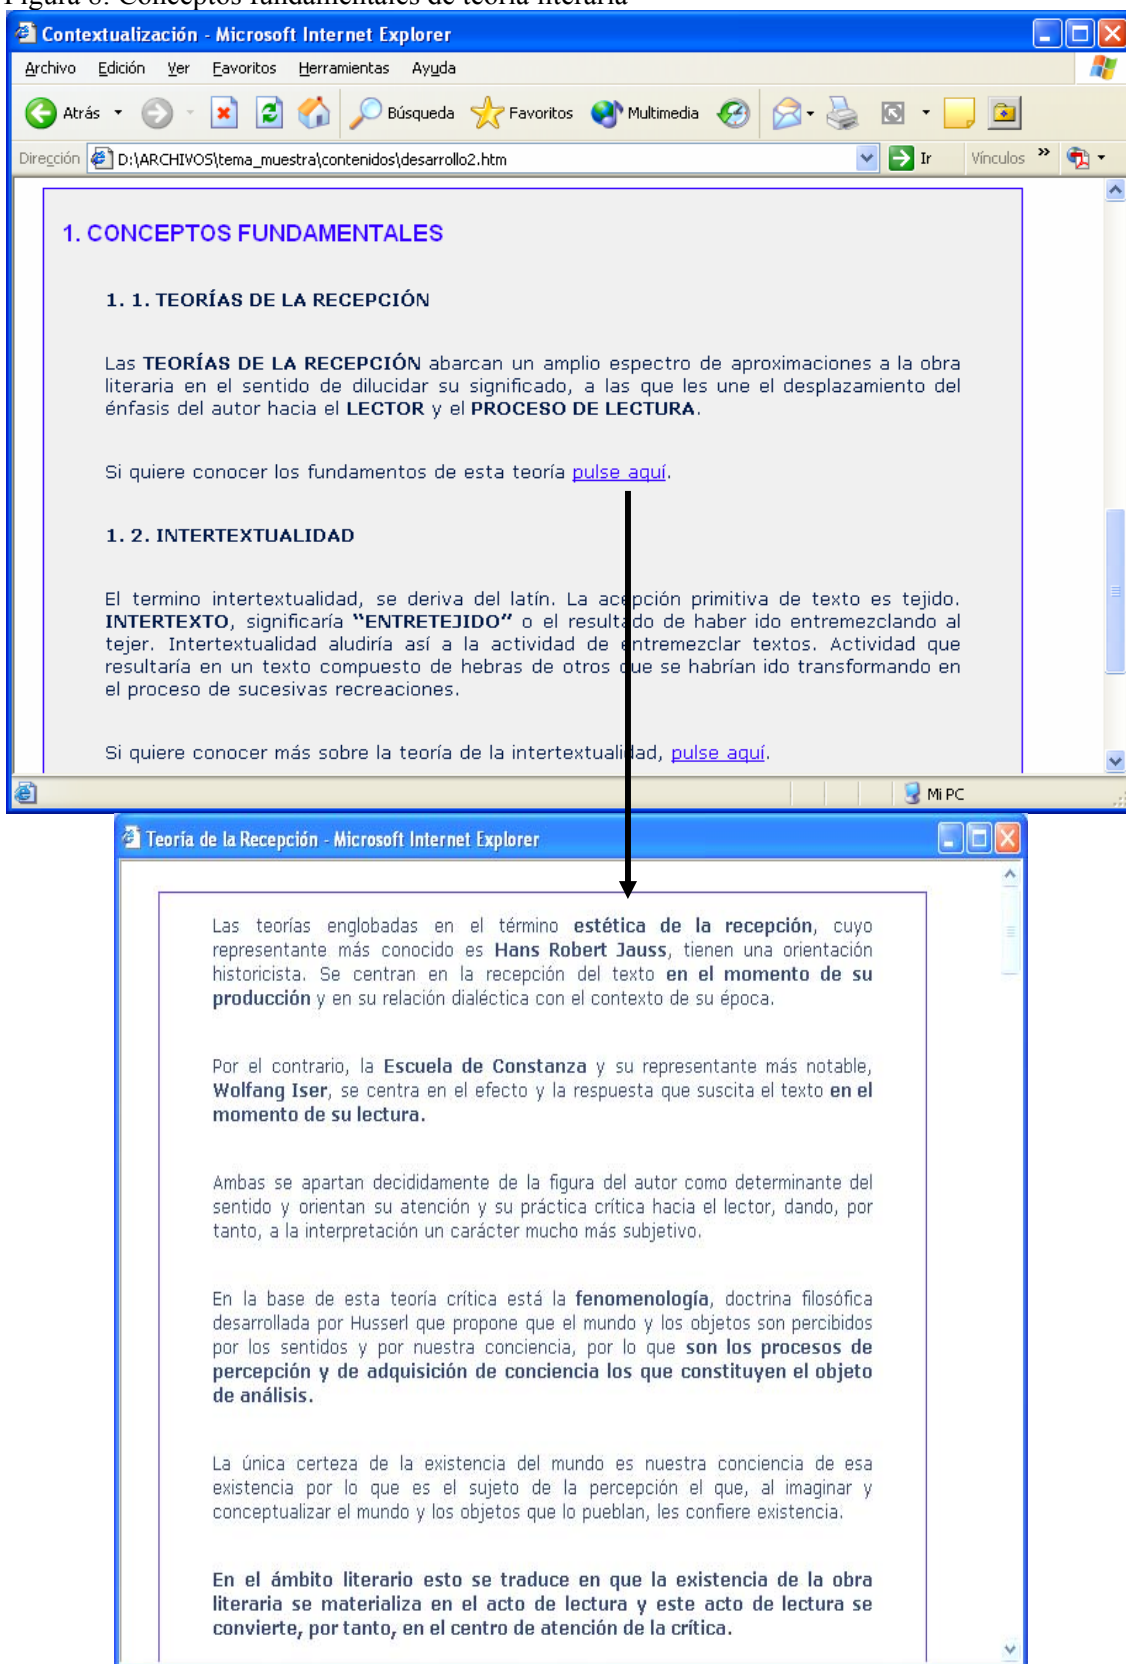 Figura 8. Conceptos fundamentales de teoría literaria
Contextualización - Microsoft Internet Explorer
Archivo Edición Ver Favoritos Herramientas Ayuda
Atrás Búsqueda Favoritos Multimedia
Dirección D:\ARCHIVOS\tema_muestra\contenidos\desarrollo2.htm Ir Vínculos »
1. CONCEPTOS FUNDAMENTALES
1. 1. TEORÍAS DE LA RECEPCIÓN
Las TEORÍAS DE LA RECEPCIÓN abarcan un amplio espectro de aproximaciones a la obra
literaria en el sentido de dilucidar su significado, a las que les une el desplazamiento del
énfasis del autor hacia el LECTOR y el PROCESO DE LECTURA.
Si quiere conocer los fundamentos de esta teoría pulse aquí.
1. 2. INTERTEXTUALIDAD
El termino intertextualidad, se deriva del latín. La acepción primitiva de texto es tejido.
INTERTEXTO, significaría “ENTRETEJIDO” o el resultado de haber ido entremezclando al
tejer. Intertextualidad aludiría así a la actividad de entremezclar textos. Actividad que
resultaría en un texto compuesto de hebras de otros que se habrían ido transformando en
el proceso de sucesivas recreaciones.
Si quiere conocer más sobre la teoría de la intertextualidad, pulse aquí.
Mi PC
Teoría de la Recepción - Microsoft Internet Explorer
Las teorías englobadas en el término estética de la recepción, cuyo
representante más conocido es Hans Robert Jauss, tienen una orientación
historicista. Se centran en la recepción del texto en el momento de su
producción y en su relación dialéctica con el contexto de su época.
Por el contrario, la Escuela de Constanza y su representante más notable,
Wolfang Iser, se centra en el efecto y la respuesta que suscita el texto en el
momento de su lectura.
Ambas se apartan decididamente de la figura del autor como determinante del
sentido y orientan su atención y su práctica crítica hacia el lector, dando, por
tanto, a la interpretación un carácter mucho más subjetivo.
En la base de esta teoría crítica está la fenomenología, doctrina filosófica
desarrollada por Husserl que propone que el mundo y los objetos son percibidos
por los sentidos y por nuestra conciencia, por lo que son los procesos de
percepción y de adquisición de conciencia los que constituyen el objeto
de análisis.
La única certeza de la existencia del mundo es nuestra conciencia de esa
existencia por lo que es el sujeto de la percepción el que, al imaginar y
conceptualizar el mundo y los objetos que lo pueblan, les confiere existencia.
En el ámbito literario esto se traduce en que la existencia de la obra
literaria se materializa en el acto de lectura y este acto de lectura se
convierte, por tanto, en el centro de atención de la crítica.